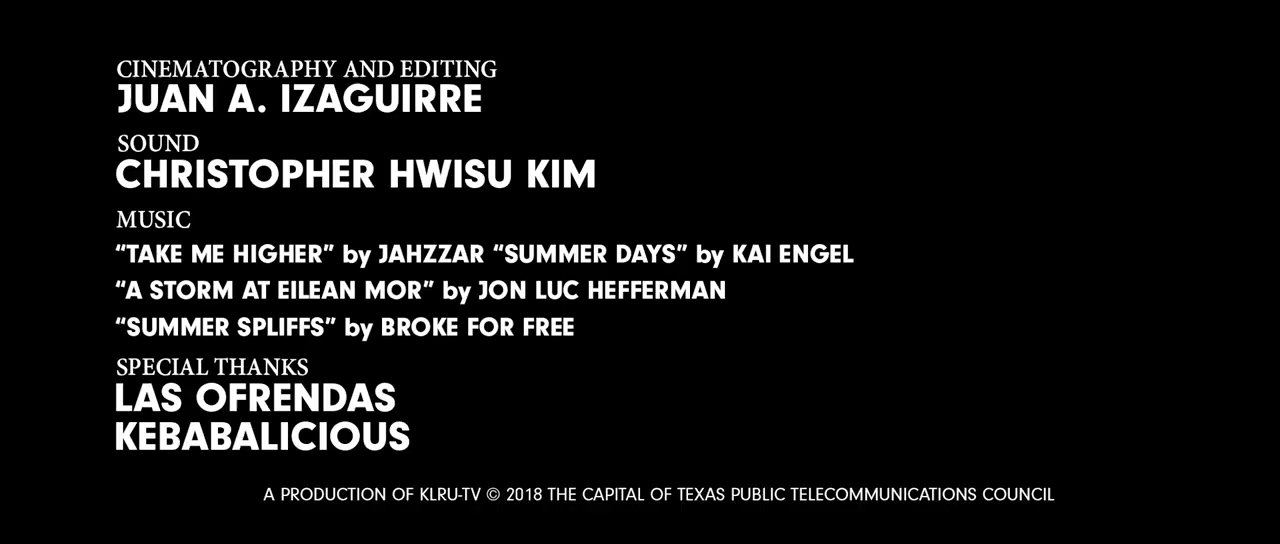 CINEMATOGRAPHY AND EDITING
JUAN A. IZAGUIRRE
SOUND
CHRISTOPHER HWISU KIM
MUSIC
“TAKE ME HIGHER” by JAHZZAR “SUMMER DAYS” by KAI ENGEL
“A STORM AT EILEAN MOR” by JON LUC HEFFERMAN
“SUMMER SPLIFFS” by BROKE FOR FREE
SPECIAL THANKS
LAS OFRENDAS
KEBABALICIOUS
A PRODUCTION OF KLRU-TV © 2018 THE CAPITAL OF TEXAS PUBLIC TELECOMMUNICATIONS COUNCIL